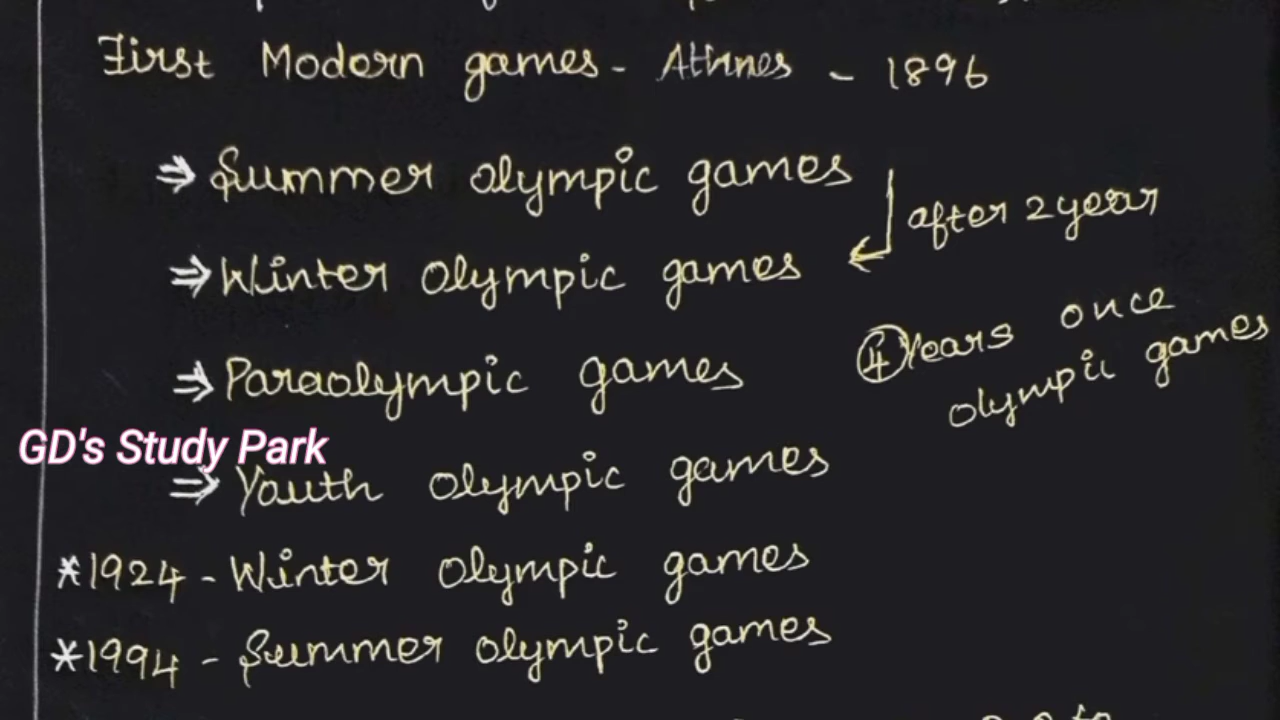 First Modern games - Athnes - 1896
⇒ Summer olympic games
after 2 year
⇒ Winter Olympic games
4 Years once
olympic games
⇒ Paraolympic games
GD's Study Park
⇒ Youth Olympic games
*1924 - Winter Olympic games
*1994 - Summer olympic games